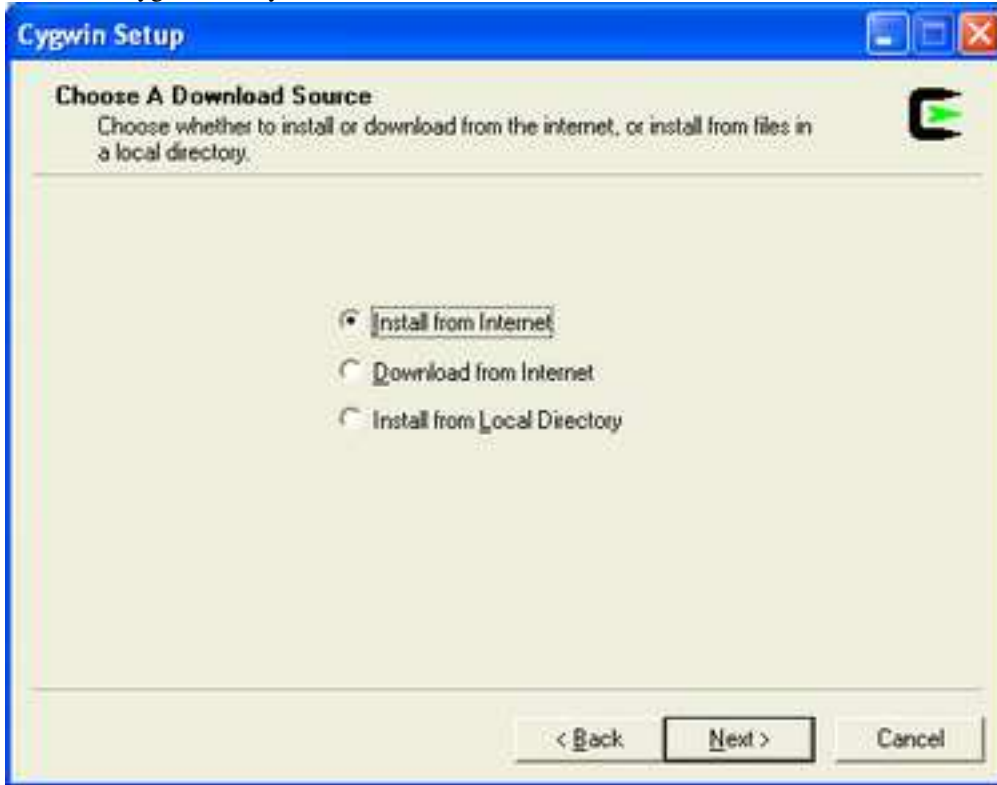 Cygwin Setup
Choose A Download Source
Choose whether to install or download from the internet, or install from files in
a local directory.
Install from Internet
Download from Internet
Install from Local Directory
< Back
Next >
Cancel